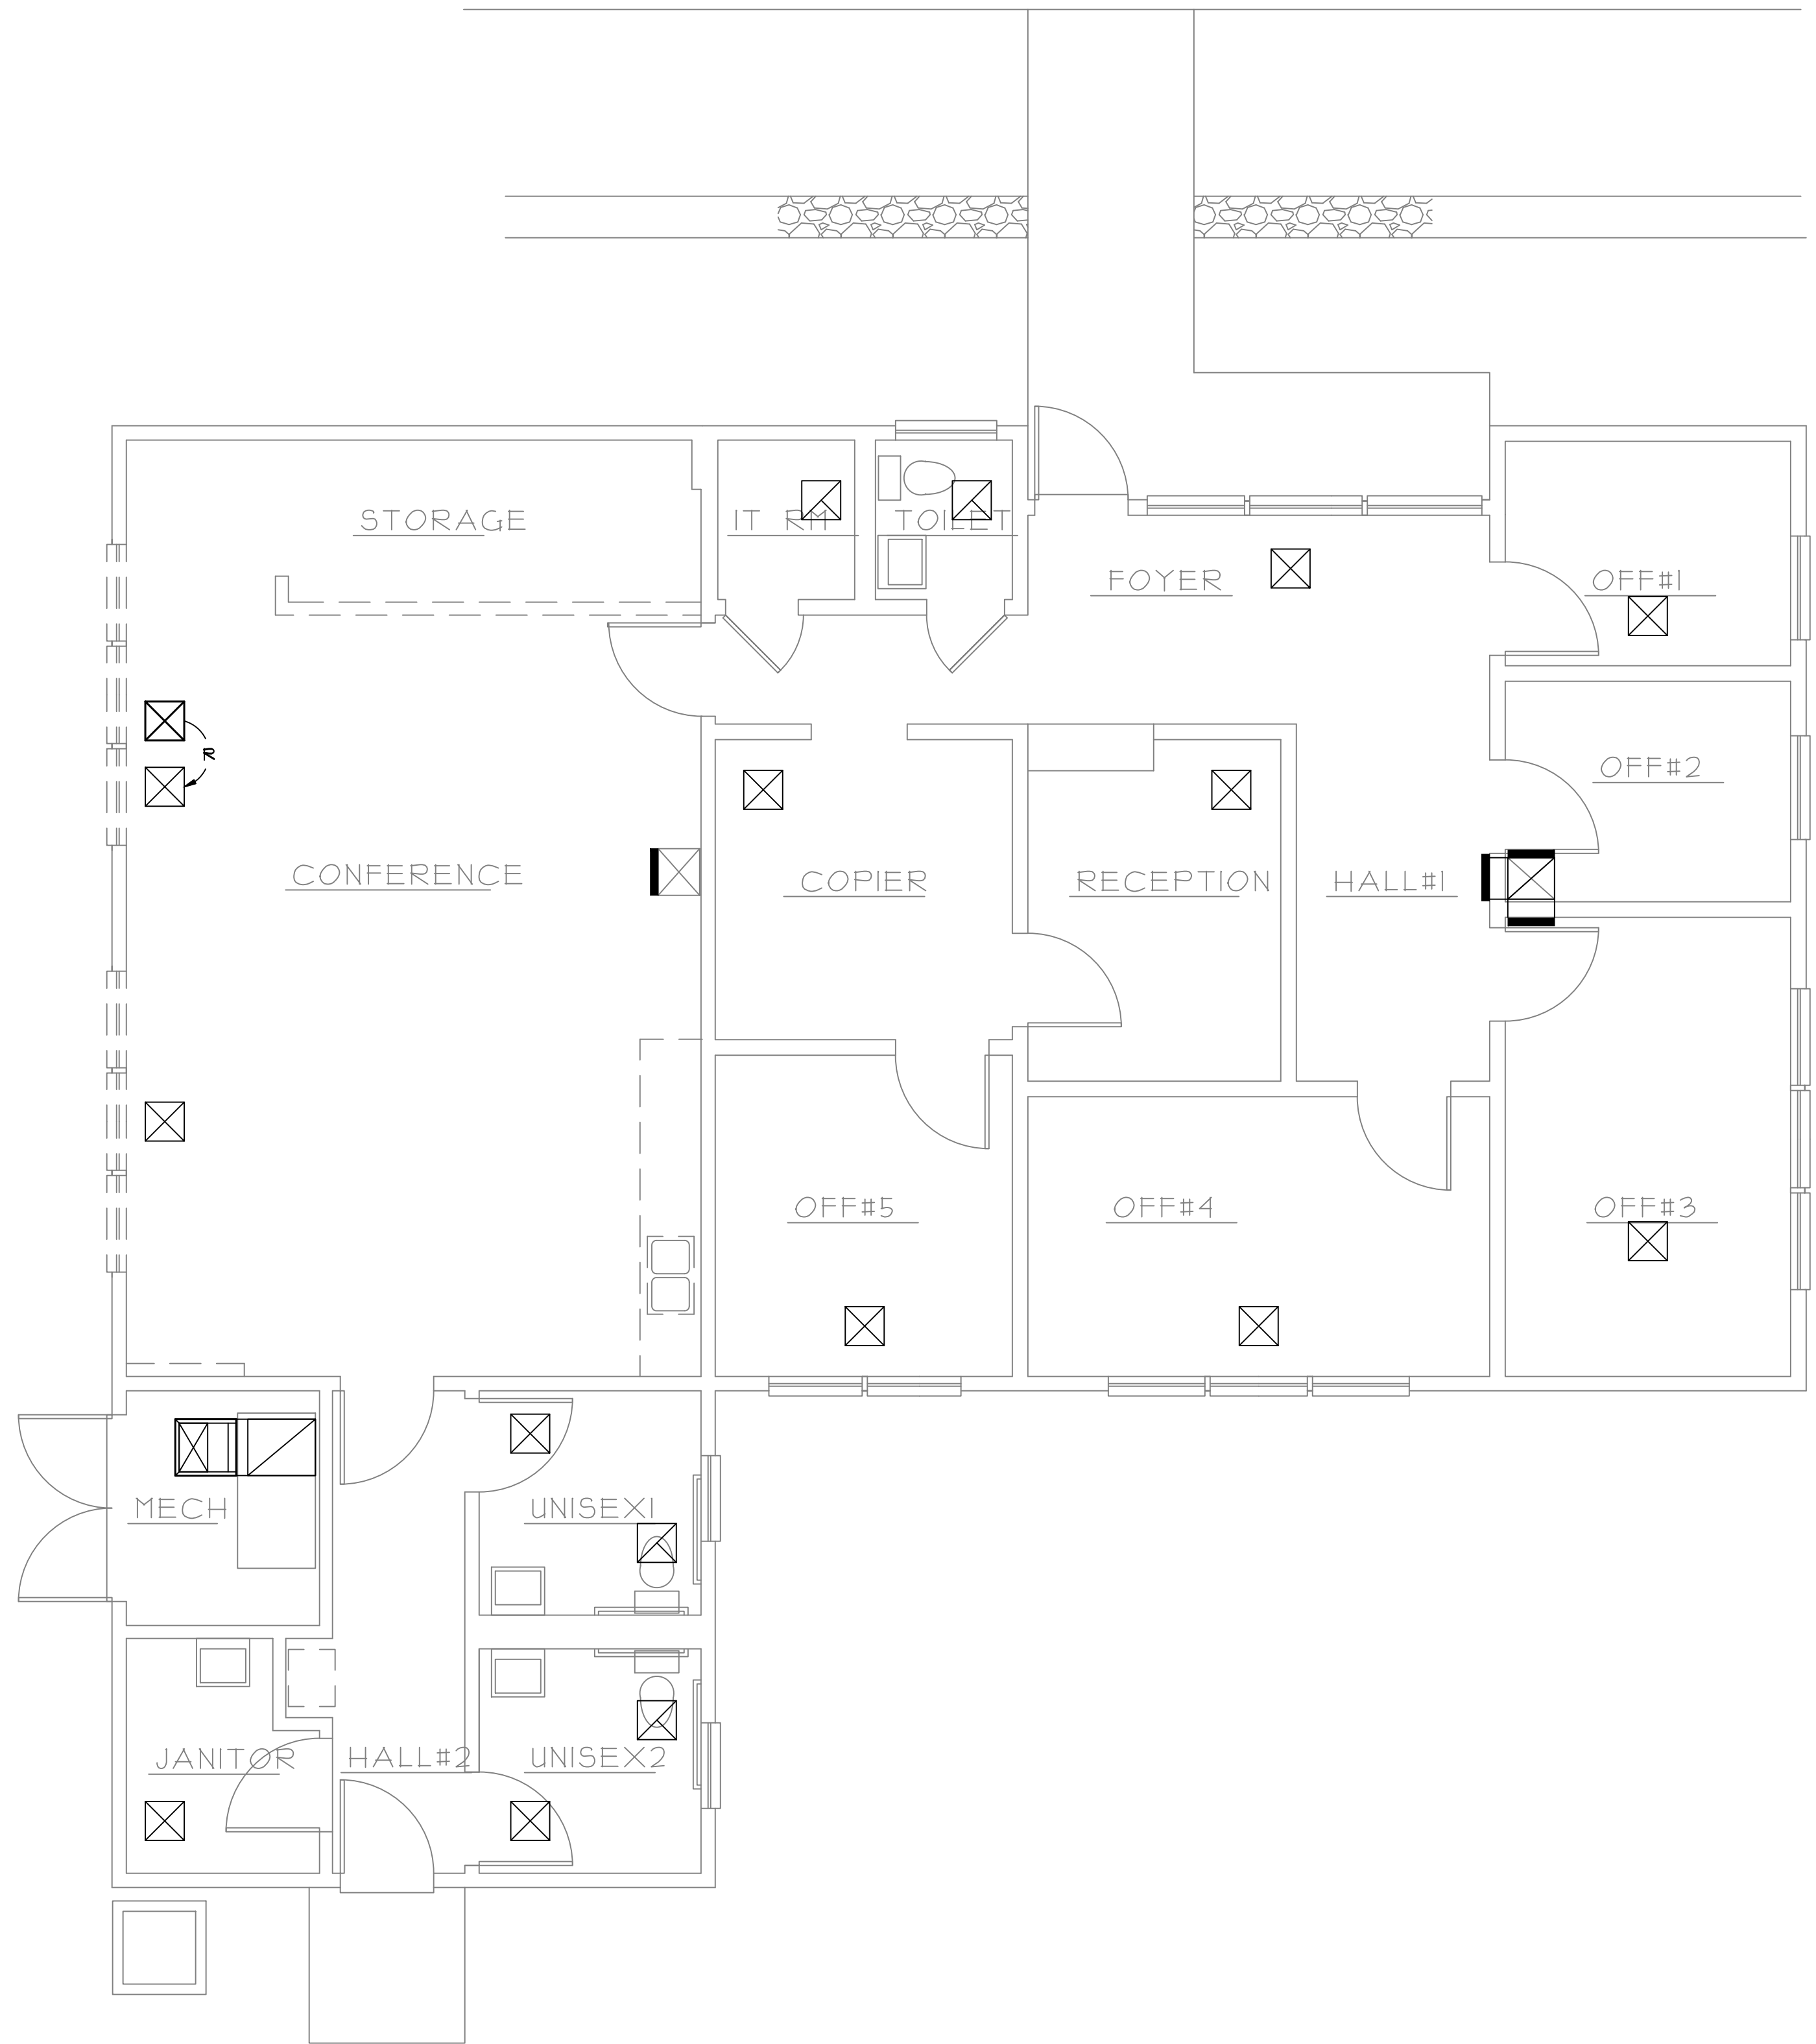 STORAGE
IT RM
TOILET
FOYER
OFF#1
OFF#2
R
CONFERENCE
COPIER
RECEPTION
HALL#1
OFF#5
OFF#4
OFF#3
MECH
UNISEX1
JANITOR
HALL#2
UNISEX2